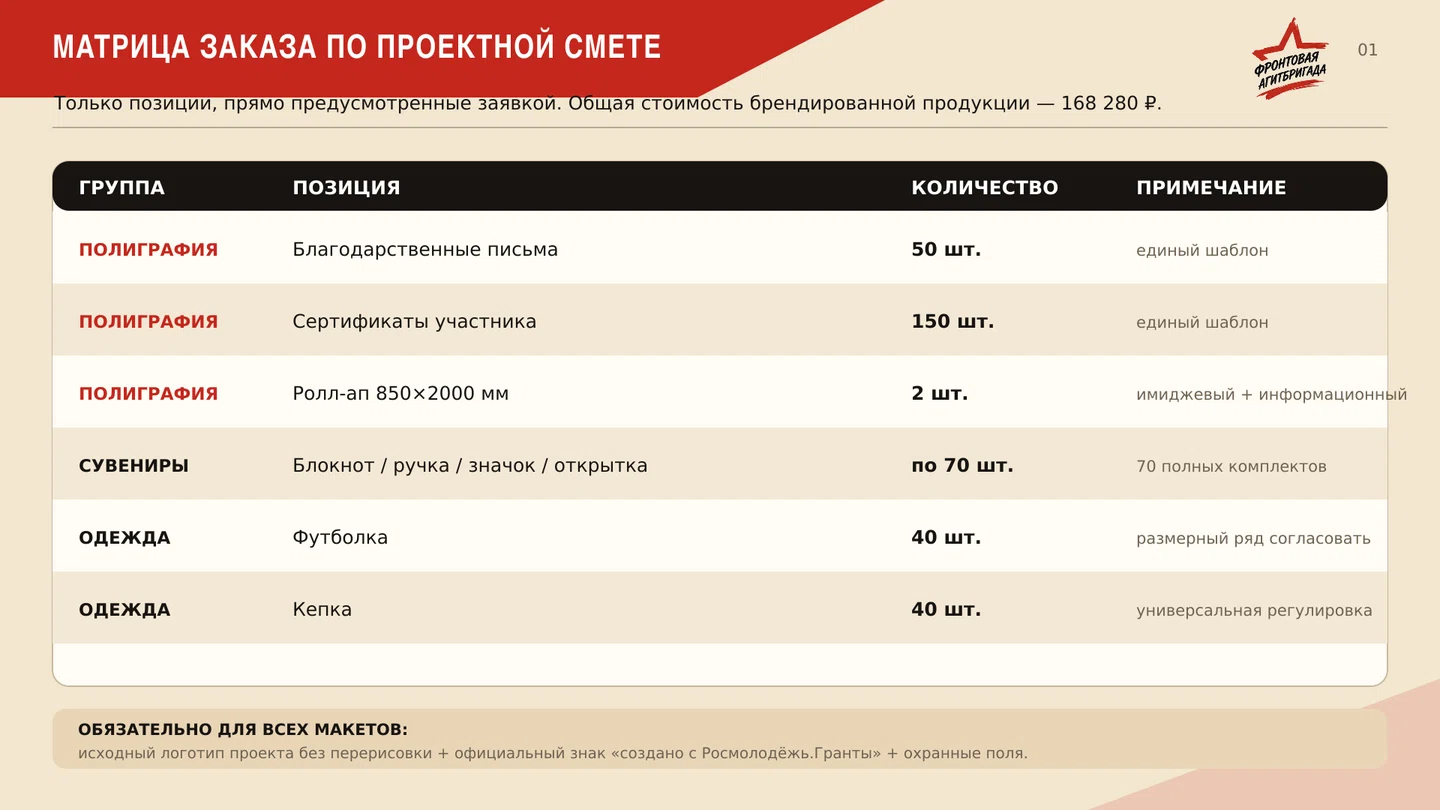 МАТРИЦА ЗАКАЗА ПО ПРОЕКТНОЙ СМЕТЕ
ФРОНТОВАЯ
АГИТБРИГАДА
01
Только позиции, прямо предусмотренные заявкой. Общая стоимость брендированной продукции — 168 280 ₽.
ГРУППА ПОЗИЦИЯ КОЛИЧЕСТВО ПРИМЕЧАНИЕ
ПОЛИГРАФИЯ Благодарственные письма 50 шт. единый шаблон
ПОЛИГРАФИЯ Сертификаты участника 150 шт. единый шаблон
ПОЛИГРАФИЯ Ролл-ап 850×2000 мм 2 шт. имиджевый + информационный
СУВЕНИРЫ Блокнот / ручка / значок / открытка по 70 шт. 70 полных комплектов
ОДЕЖДА Футболка 40 шт. размерный ряд согласовать
ОДЕЖДА Кепка 40 шт. универсальная регулировка
ОБЯЗАТЕЛЬНО ДЛЯ ВСЕХ МАКЕТОВ:
исходный логотип проекта без перерисовки + официальный знак «создано с Росмолодёжь.Гранты» + охранные поля.